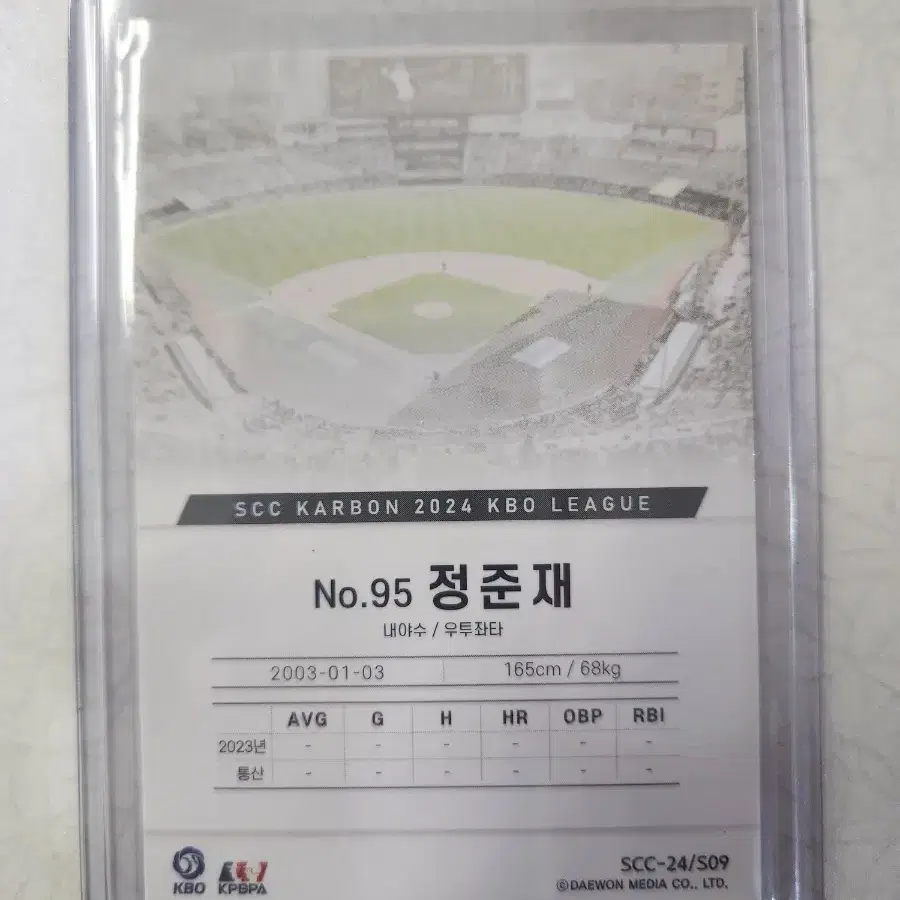 SCC KARBON 2024 KBO LEAGUE
No.95 정준재
내야수 / 우투좌타
2003-01-03 165cm / 68kg
AVG G H HR OBP RBI
2023년 - - - - - -
통산 - - - - - -
KBO KPBPA SCC-24/S09
©DAEWON MEDIA CO., LTD.